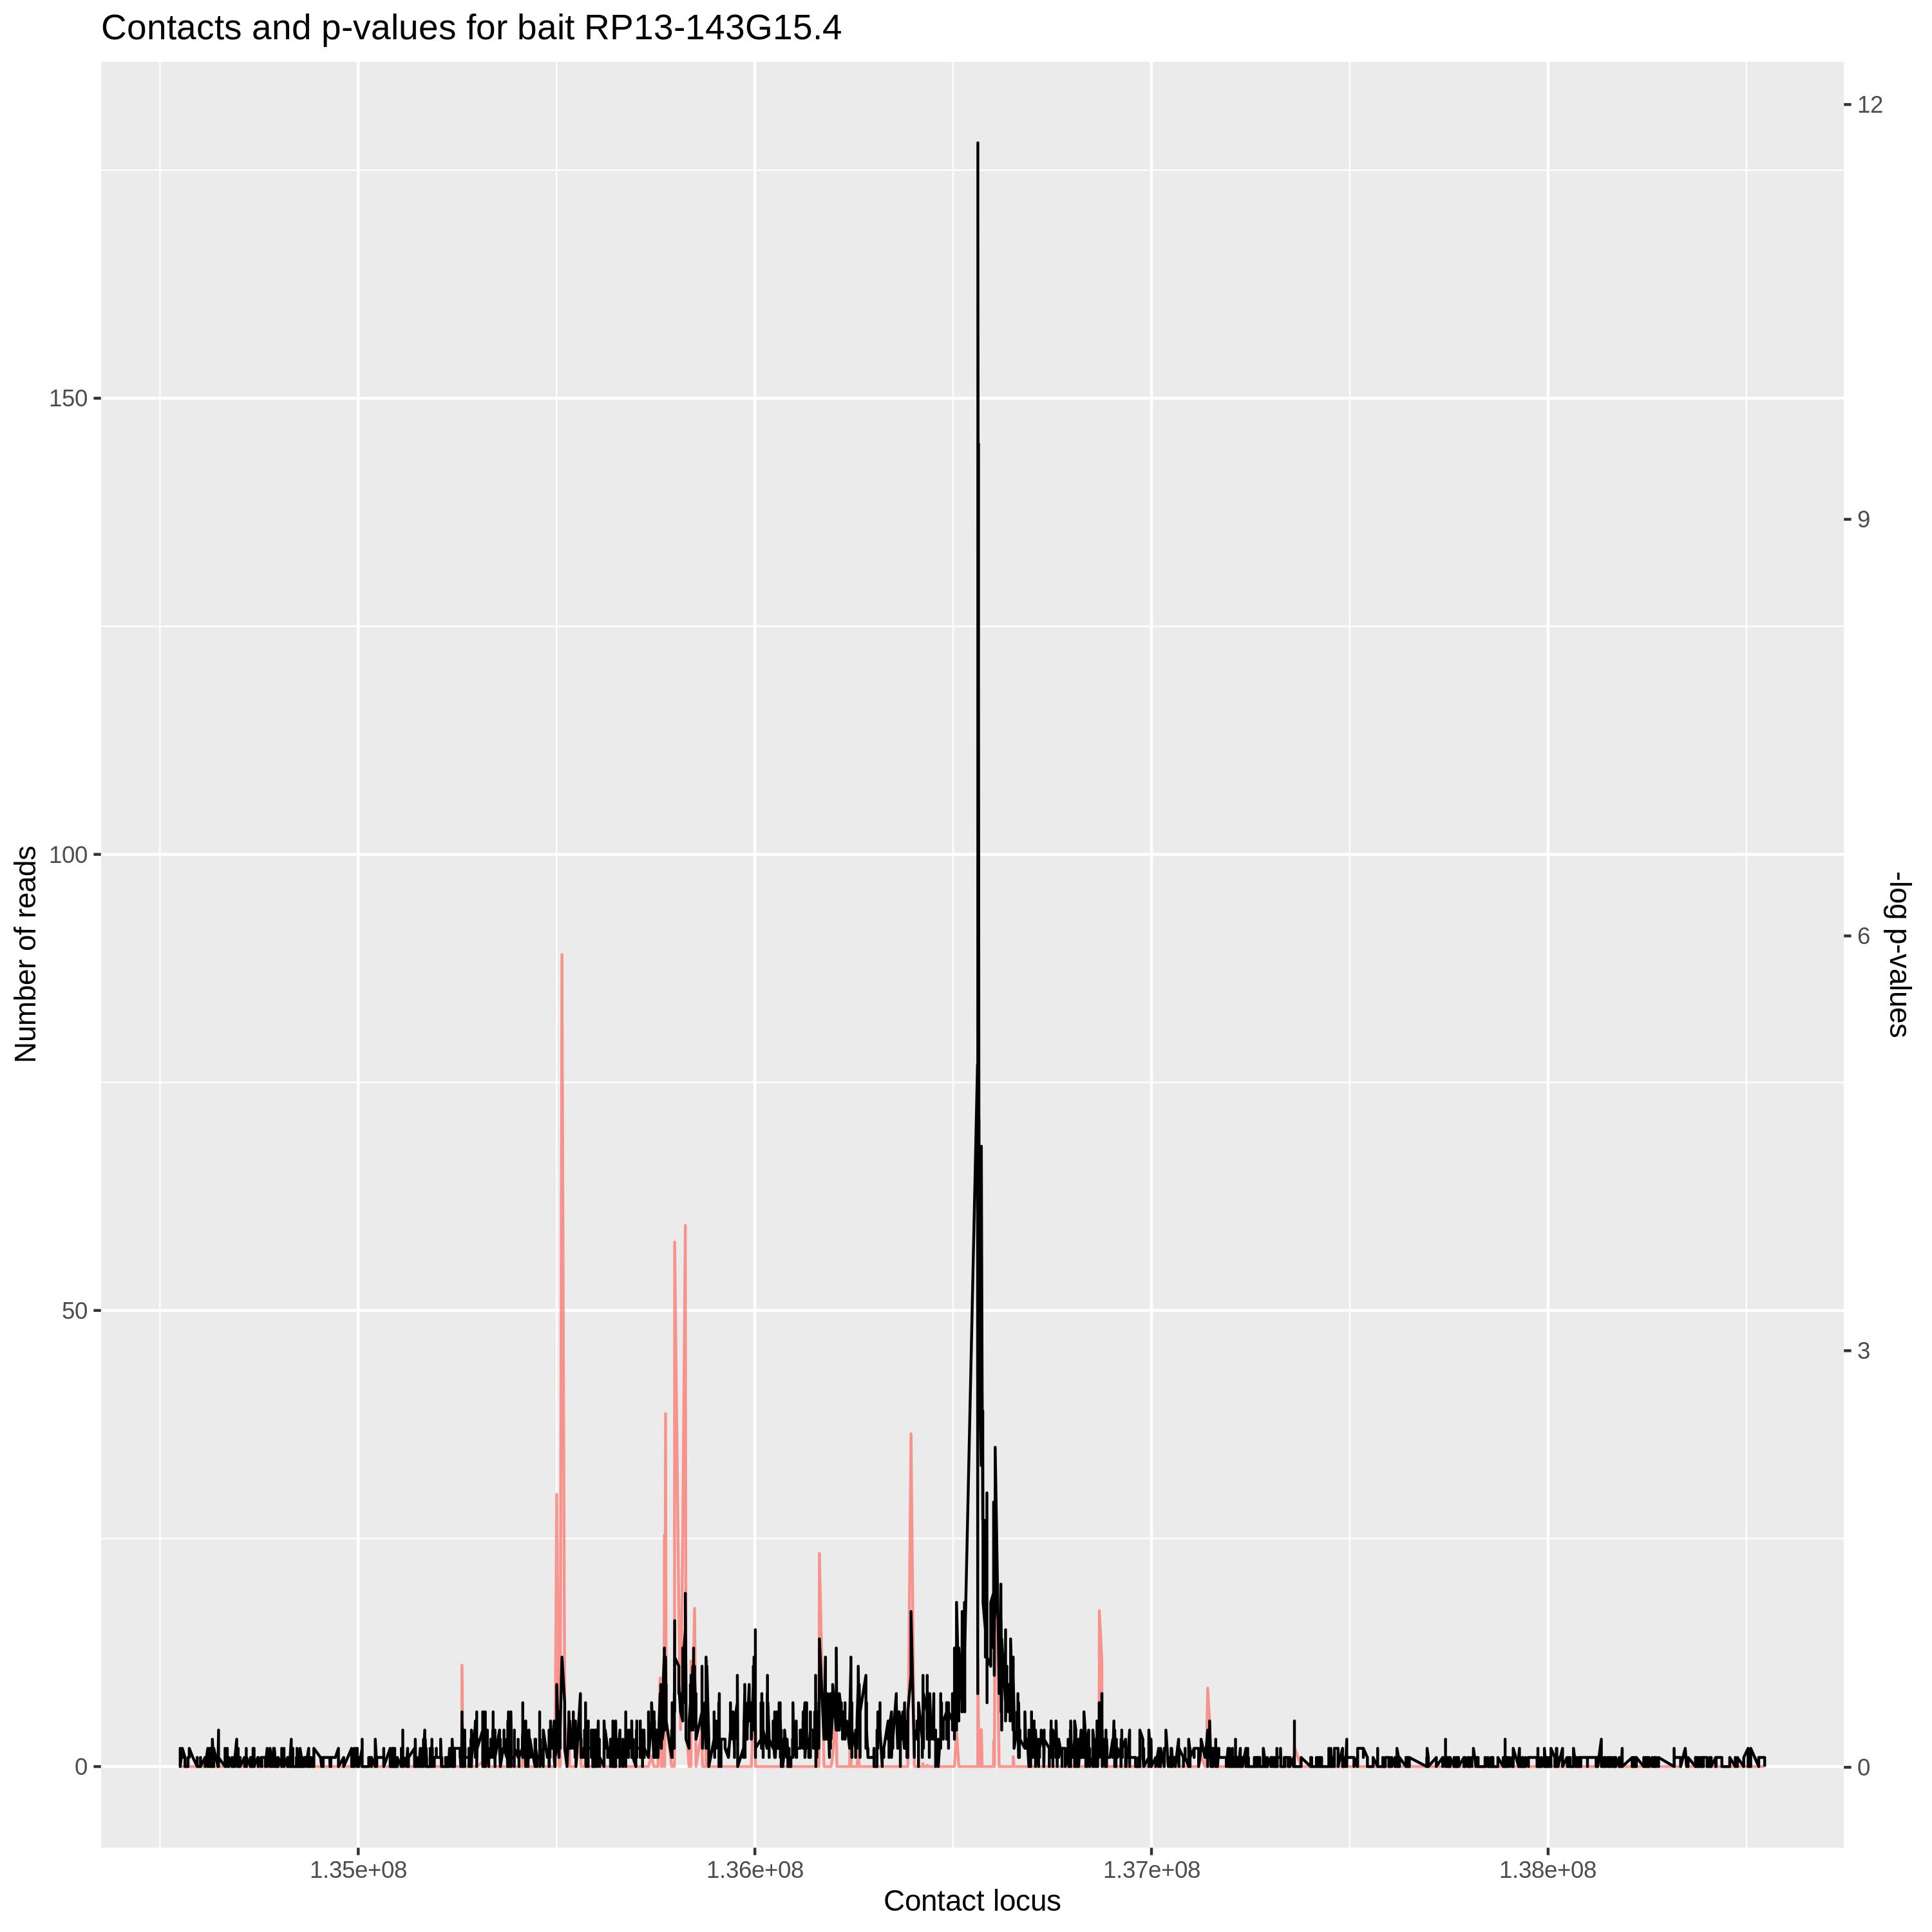 Contacts and p-values for bait RP13-143G15.4
12
150
9
100
6
Number of reads
-log p-values
50
3
0
0
1.35e+08
1.36e+08
1.37e+08
1.38e+08
Contact locus